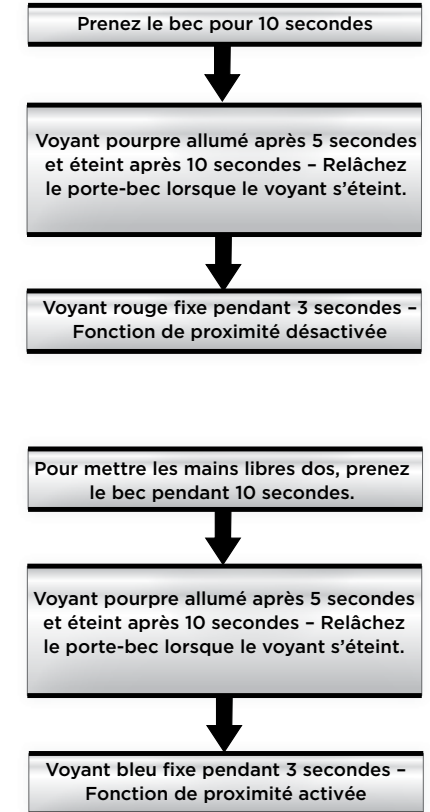 Prenez le bec pour 10 secondes
Voyant pourpre allumé après 5 secondes
et éteint après 10 secondes – Relâchez
le porte-bec lorsque le voyant s’éteint.
Voyant rouge fixe pendant 3 secondes –
Fonction de proximité désactivée
Pour mettre les mains libres dos, prenez
le bec pendant 10 secondes.
Voyant pourpre allumé après 5 secondes
et éteint après 10 secondes – Relâchez
le porte-bec lorsque le voyant s’éteint.
Voyant bleu fixe pendant 3 secondes –
Fonction de proximité activée